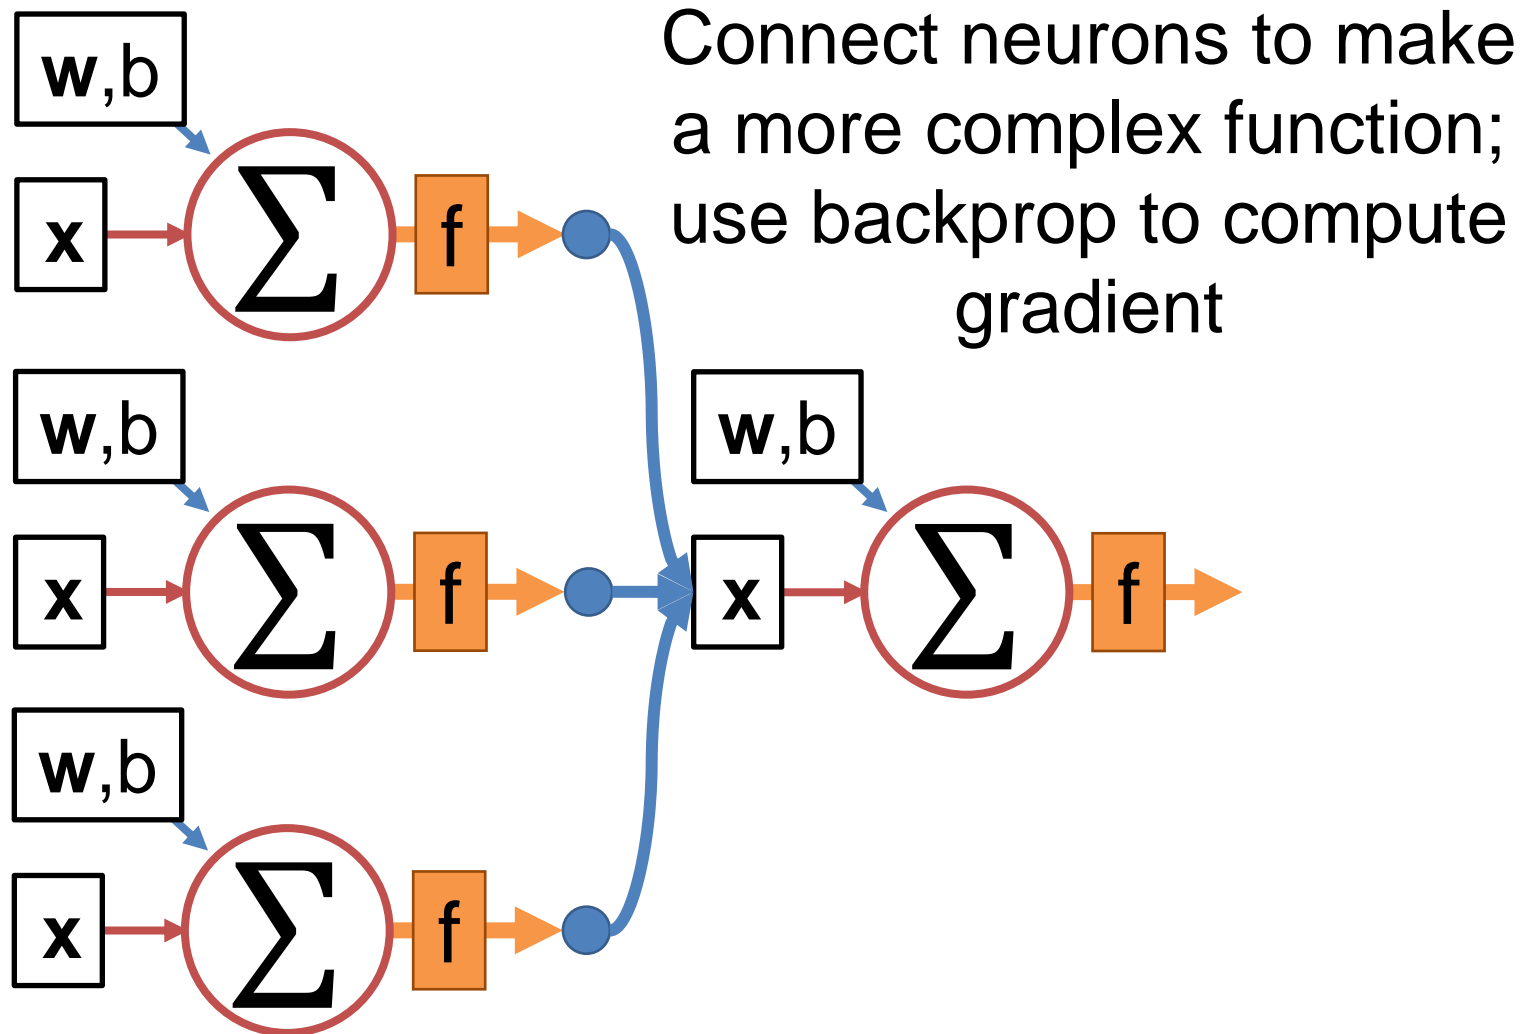 Connect neurons to make
a more complex function;
use backprop to compute
gradient
w,b
x
∑
f
w,b
x
∑
f
w,b
x
∑
f
w,b
x
∑
f